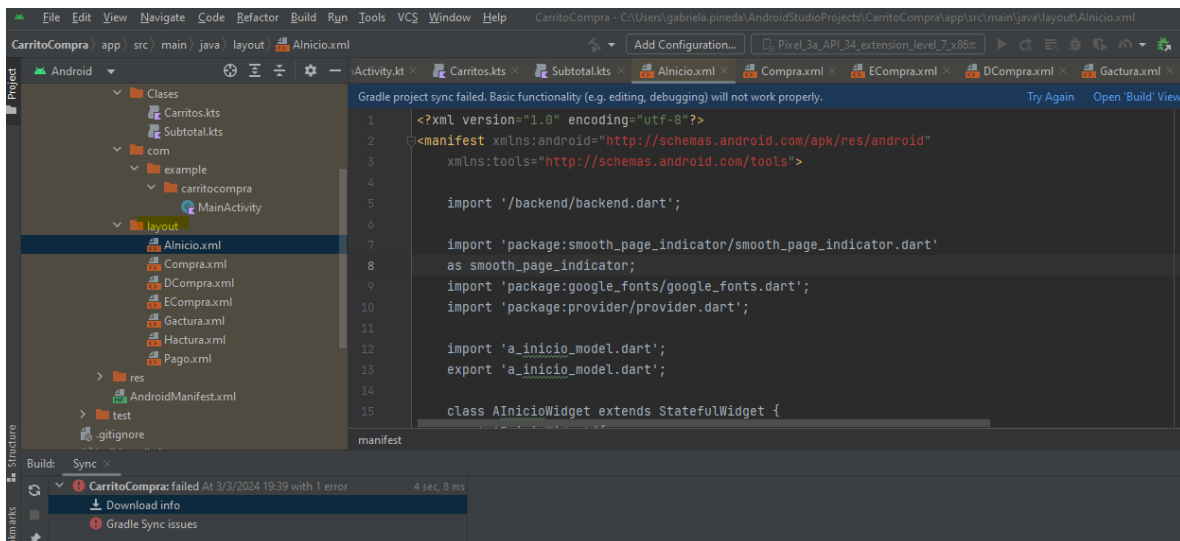 File Edit View Navigate Code Refactor Build Run Tools VCS Window Help CarritoCompra - C:\Users\gabriela.pineda\AndroidStudioProjects\CarritoCompra\app\src\main\java\layout\AInicio.xml
CarritoCompra app src main java layout AInicio.xml Add Configuration... Pixel_3a_API_34_extension_level_7_x86...
Project
Android
Activity.kt Carritos.kts Subtotal.kts AInicio.xml Compra.xml ECompra.xml DCompra.xml Gactura.xml
Clases
Carritos.kts
Subtotal.kts
com
example
carritocompra
MainActivity
layout
AInicio.xml
Compra.xml
DCompra.xml
ECompra.xml
Gactura.xml
Hactura.xml
Pago.xml
res
AndroidManifest.xml
test
.gitignore
Gradle project sync failed. Basic functionality (e.g. editing, debugging) will not work properly. Try Again Open 'Build' View
1 <?xml version="1.0" encoding="utf-8"?>
2 <manifest xmlns:android="http://schemas.android.com/apk/res/android"
3 xmlns:tools="http://schemas.android.com/tools">
4
5 import '/backend/backend.dart';
6
7 import 'package:smooth_page_indicator/smooth_page_indicator.dart'
8 as smooth_page_indicator;
9 import 'package:google_fonts/google_fonts.dart';
10 import 'package:provider/provider.dart';
11
12 import 'a_inicio_model.dart';
13 export 'a_inicio_model.dart';
14
15 class AInicioWidget extends StatefulWidget {
manifest
Structure
Build: Sync
CarritoCompra: failed At 3/3/2024 19:39 with 1 error 4 sec, 8 ms
Download info
Gradle Sync issues